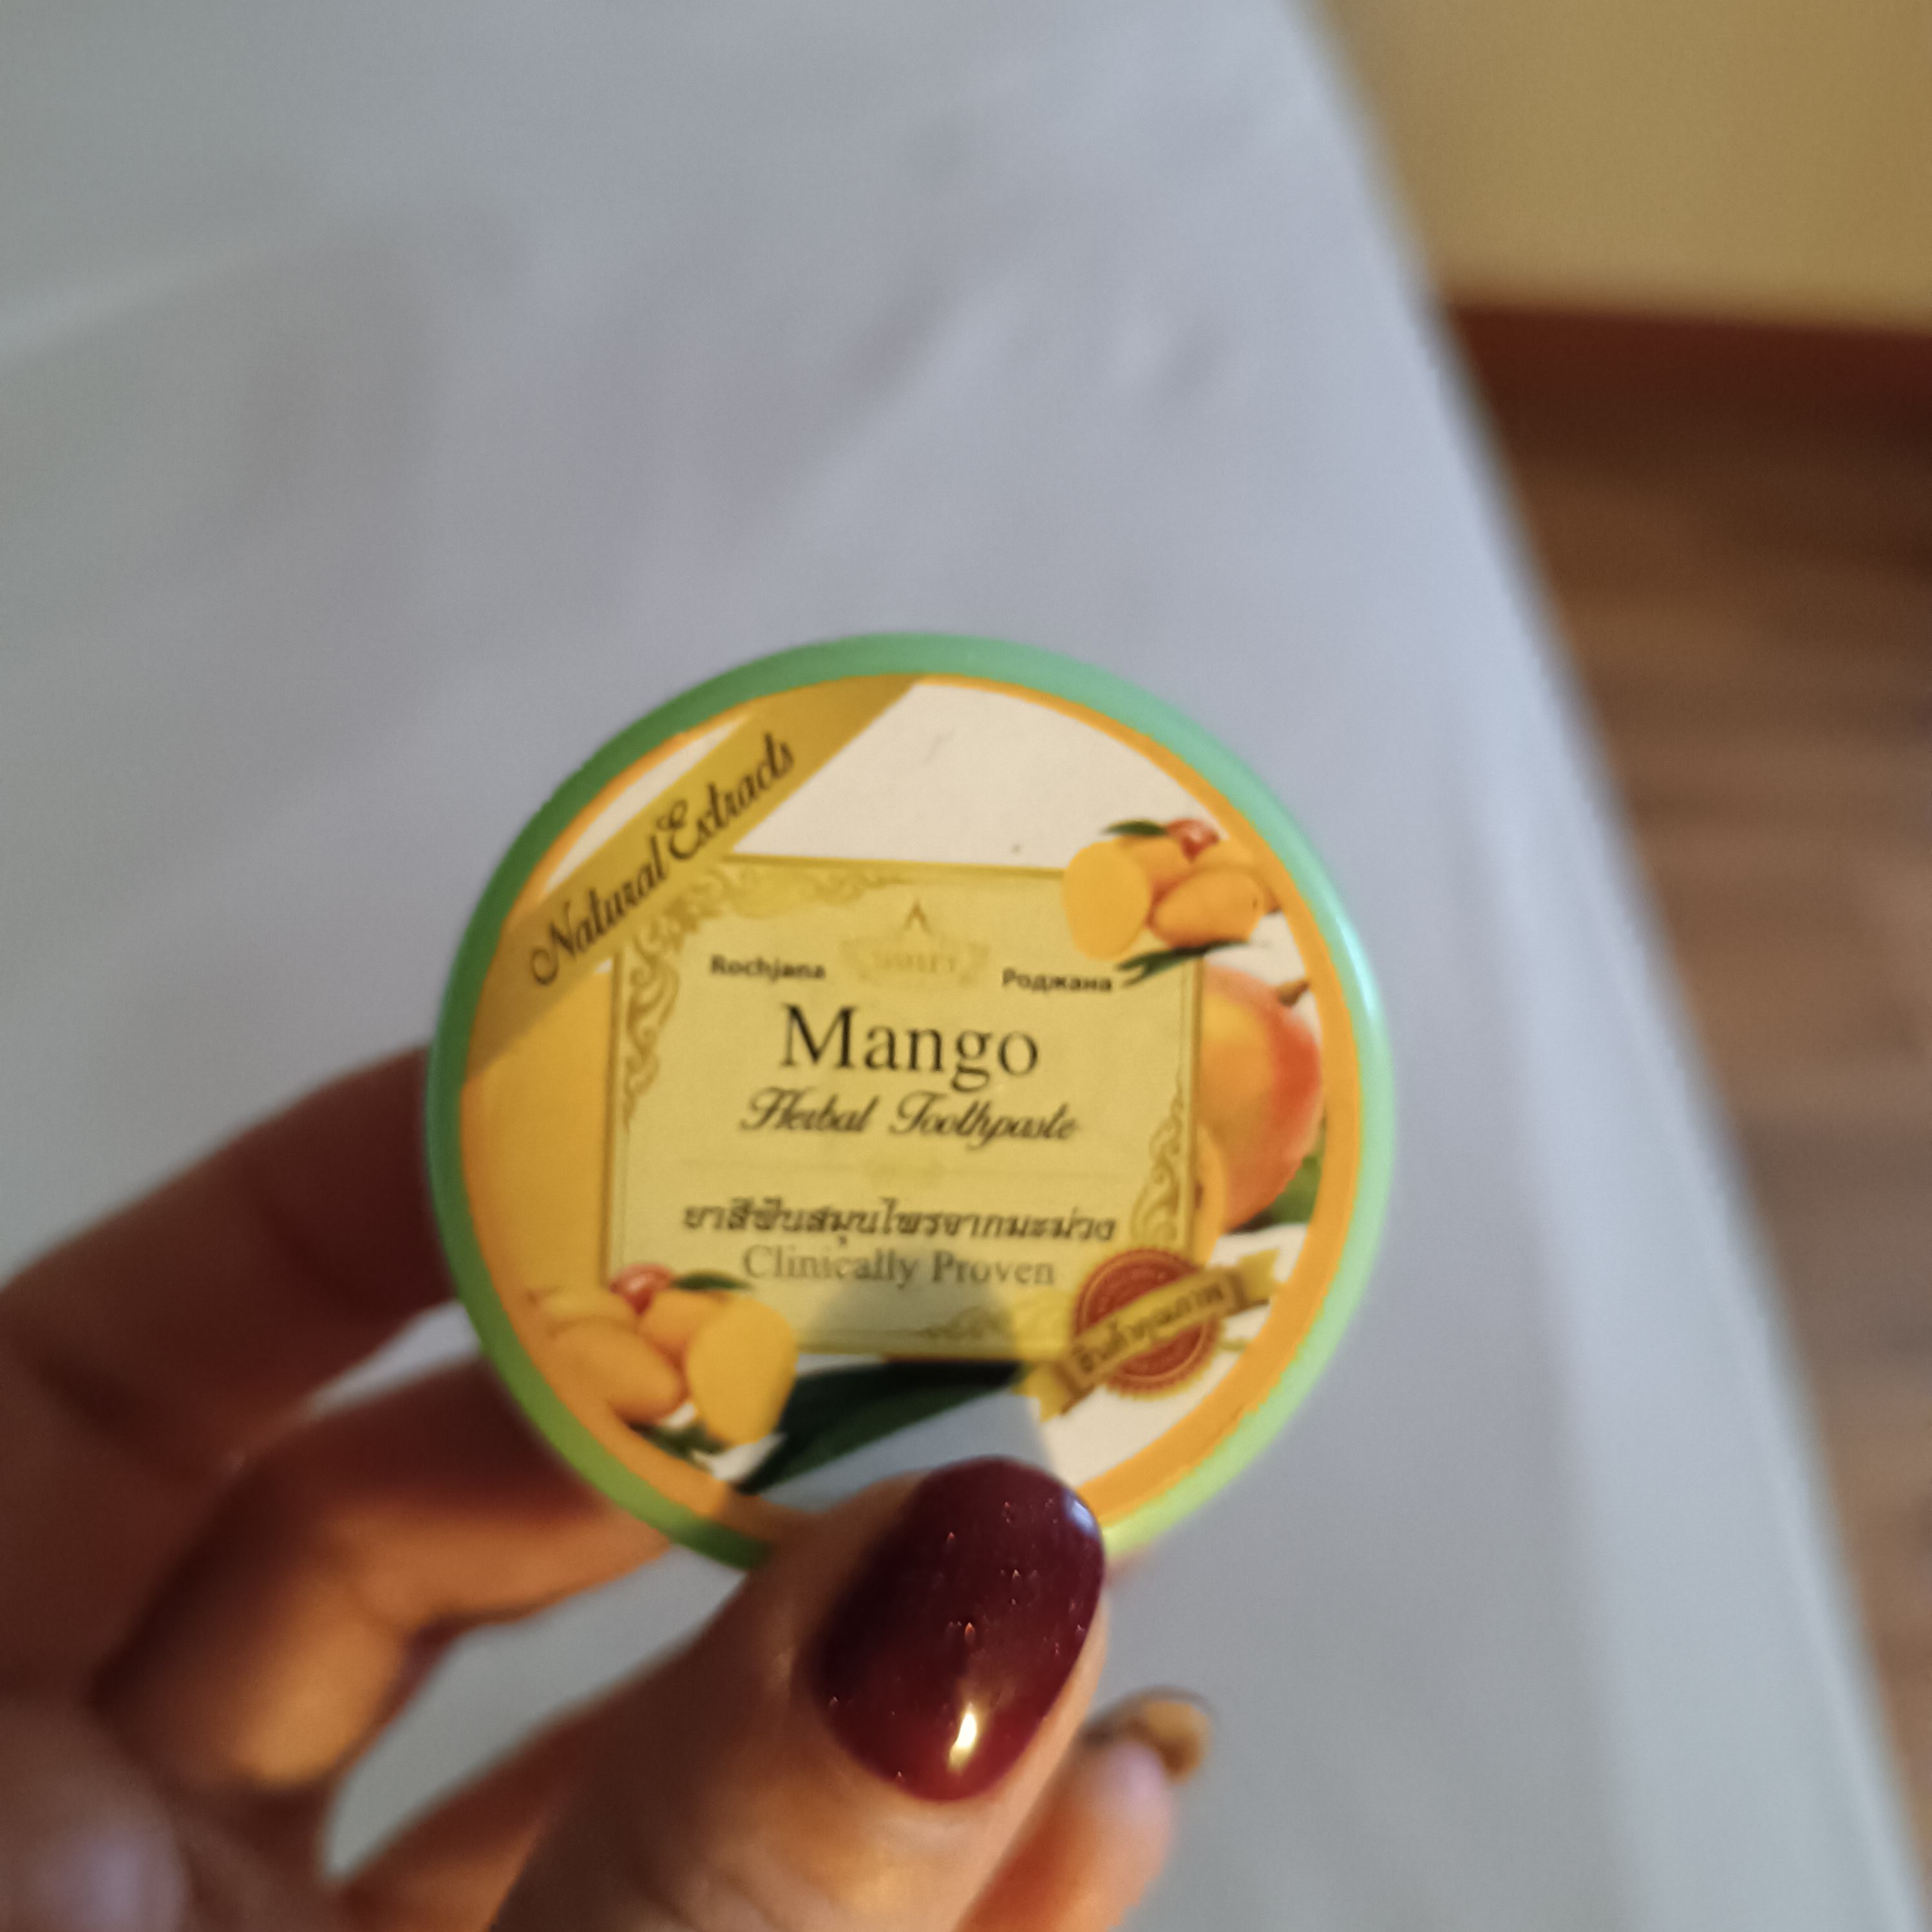 Natural Extracts
Rochjana
Роджана
Mango
Herbal Toothpaste
ยาสีฟันสมุนไพรจากมะม่วง
Clinically Proven